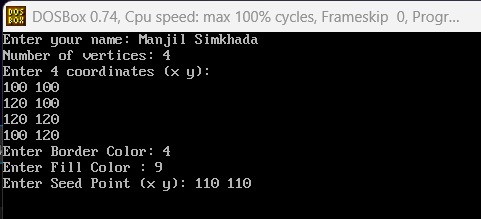 DOS BOX
DOSBox 0.74, Cpu speed: max 100% cycles, Frameskip 0, Progr...
Enter your name: Manjil Simkhada
Number of vertices: 4
Enter 4 coordinates (x y):
100 100
120 100
120 120
100 120
Enter Border Color: 4
Enter Fill Color : 9
Enter Seed Point (x y): 110 110